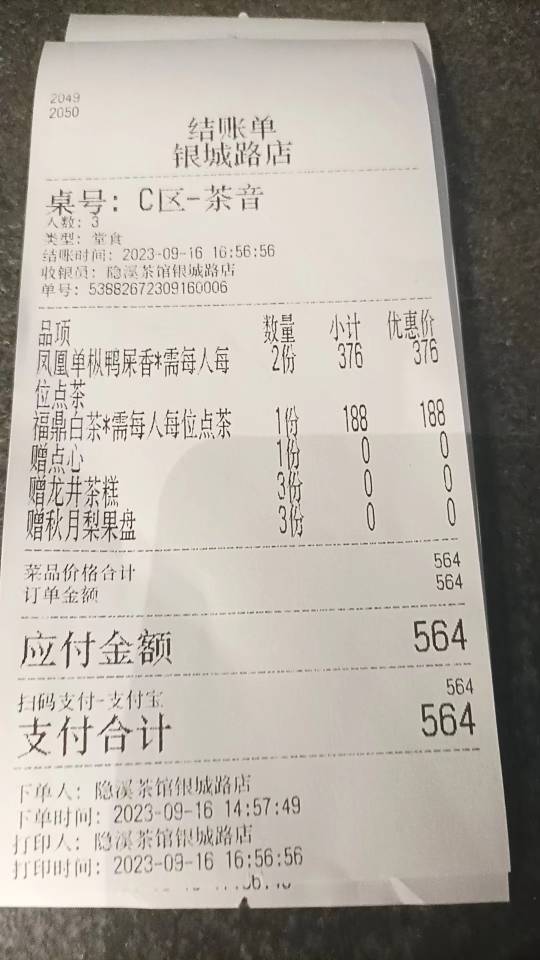 2049
2050
结账单
银城路店
桌号: C区-茶音
人数: 3
类型: 堂食
结账时间: 2023-09-16 16:56:56
收银员: 隐溪茶馆银城路店
单号: 53882672309160006
品项 数量 小计 优惠价
凤凰单枞鸭屎香*需每人每 2份 376 376
位点茶
福鼎白茶*需每人每位点茶 1份 188 188
赠点心 1份 0 0
赠龙井茶糕 3份 0 0
赠秋月梨果盘 3份 0 0
菜品价格合计 564
订单金额 564
应付金额 564
扫码支付-支付宝 564
支付合计 564
下单人: 隐溪茶馆银城路店
下单时间: 2023-09-16 14:57:49
打印人: 隐溪茶馆银城路店
打印时间: 2023-09-16 16:56:56